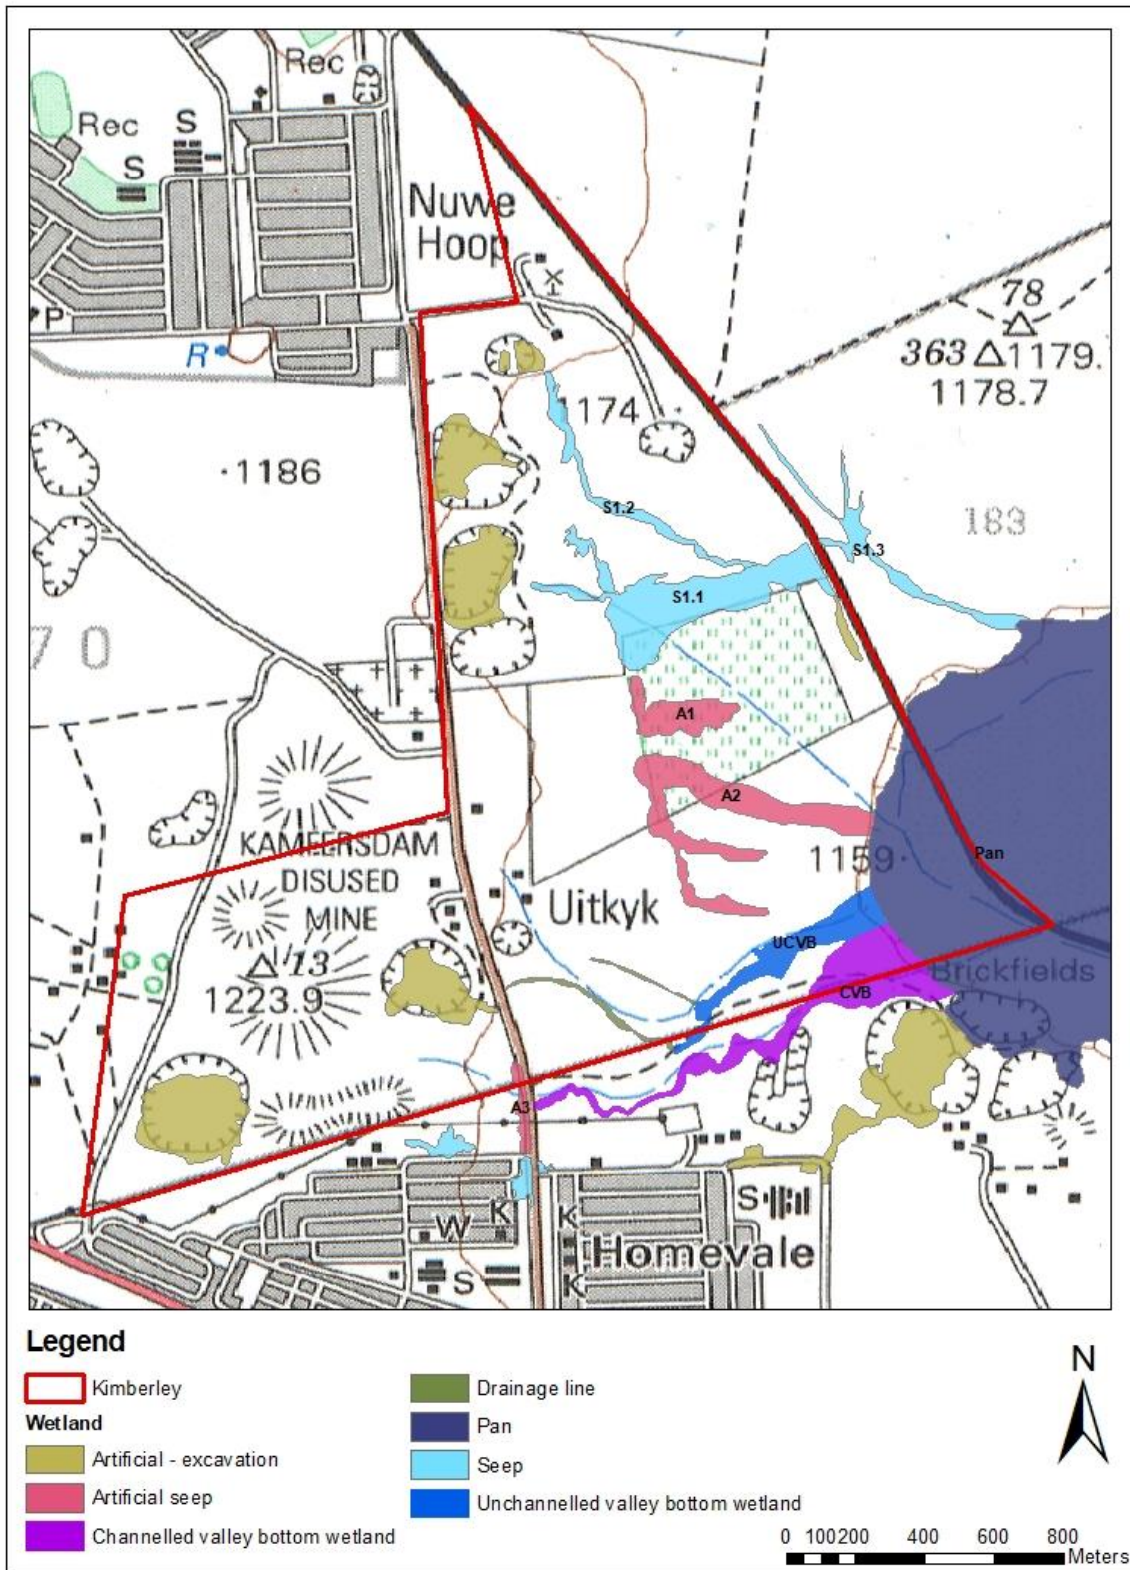 Rec
Rec
S
S
Nuwe
Hoop
P
R
78
363 1179.
1178.7
1174
1186
S1.2
183
S1.3
S1.1
70
A1
A2
KAMEERSDAM
DISUSED
MINE
1159
Pan
Uitkyk
UCVB
13
1223.9
CVB
Brickfields
A3
W
K
K
S
S
K
Homevale
Legend
Kimberley
Wetland
Artificial - excavation
Artificial seep
Channelled valley bottom wetland
Drainage line
Pan
Seep
Unchannelled valley bottom wetland
N
0 100 200 400 600 800
Meters